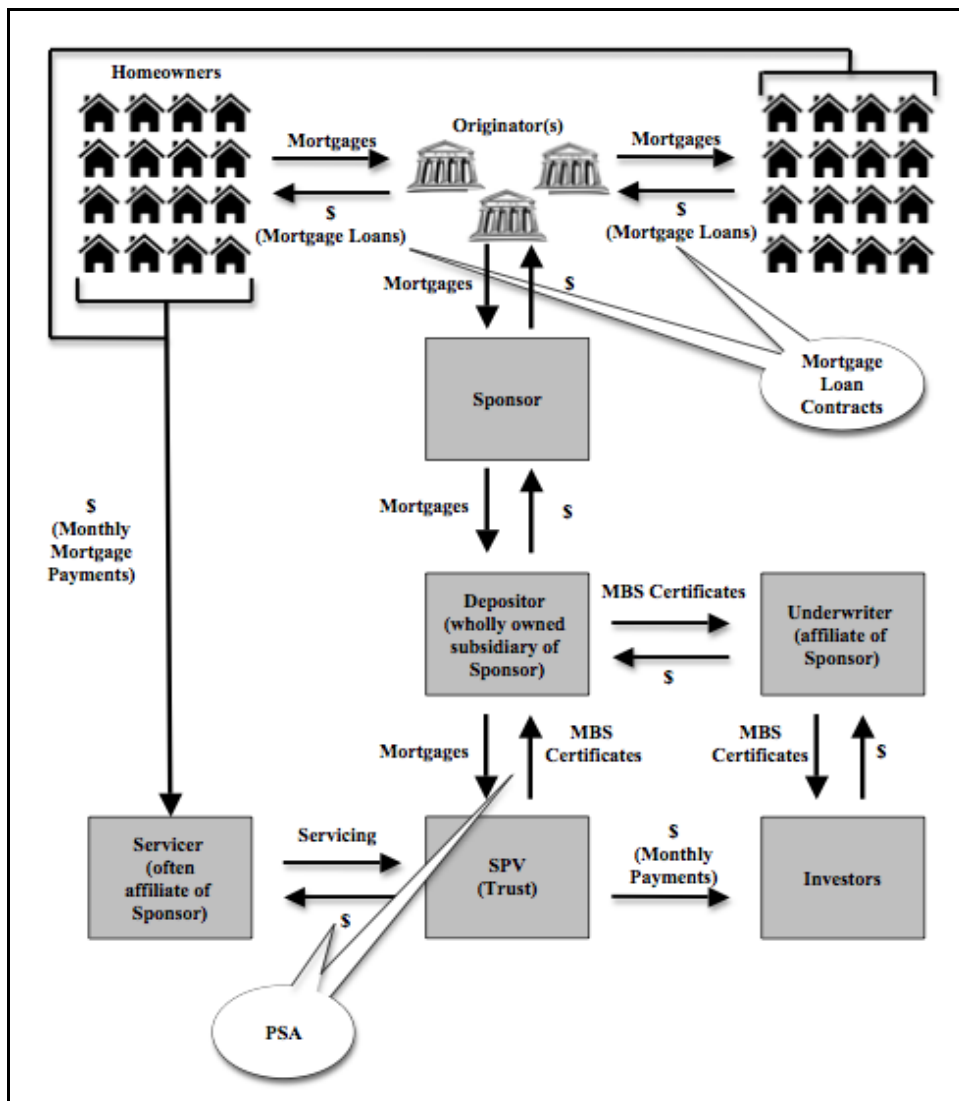 Homeowners
Originator(s)
Mortgages
Mortgages
$
(Mortgage Loans)
$
(Mortgage Loans)
Mortgages
$
Mortgage
Loan
Contracts
Sponsor
Mortgages
$
$
(Monthly
Mortgage
Payments)
Depositor
(wholly owned
subsidiary of
Sponsor)
MBS Certificates
$
Underwriter
(affiliate of
Sponsor)
Mortgages
MBS
Certificates
MBS
Certificates
$
Servicer
(often
affiliate of
Sponsor)
Servicing
$
SPV
(Trust)
$
(Monthly
Payments)
Investors
PSA